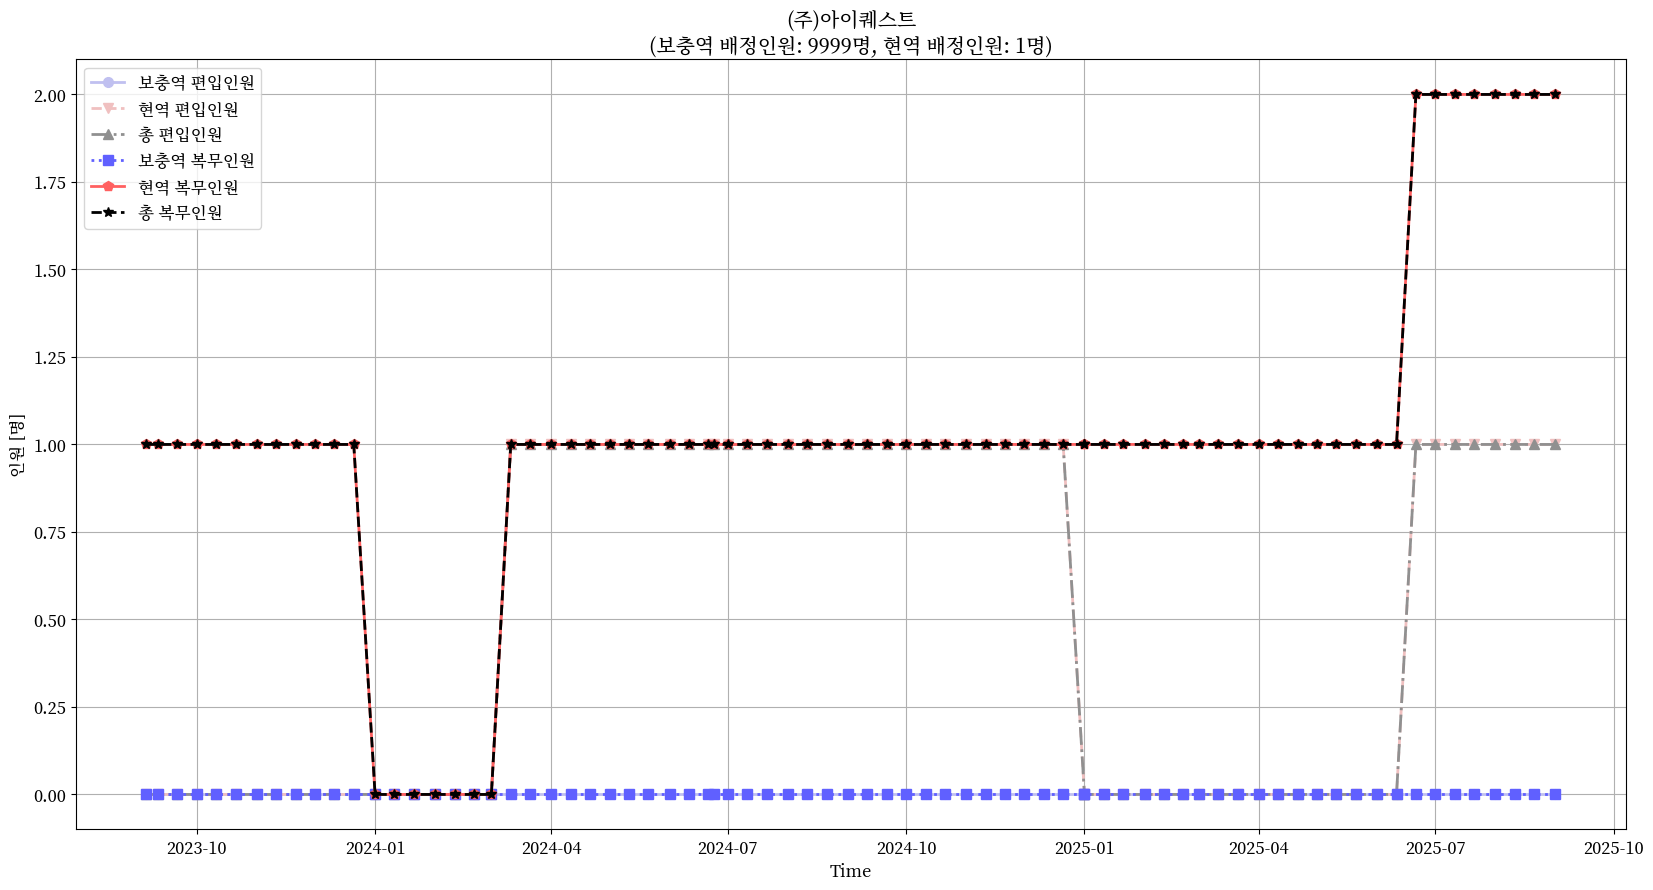 (주)아이퀘스트
(보충역 배정인원: 9999명, 현역 배정인원: 1명)
보충역 편입인원
현역 편입인원
총 편입인원
보충역 복무인원
현역 복무인원
총 복무인원
2.00
1.75
1.50
1.25
1.00
0.75
0.50
0.25
0.00
인원 [명]
2023-10 2024-01 2024-04 2024-07 2024-10 2025-01 2025-04 2025-07 2025-10
Time